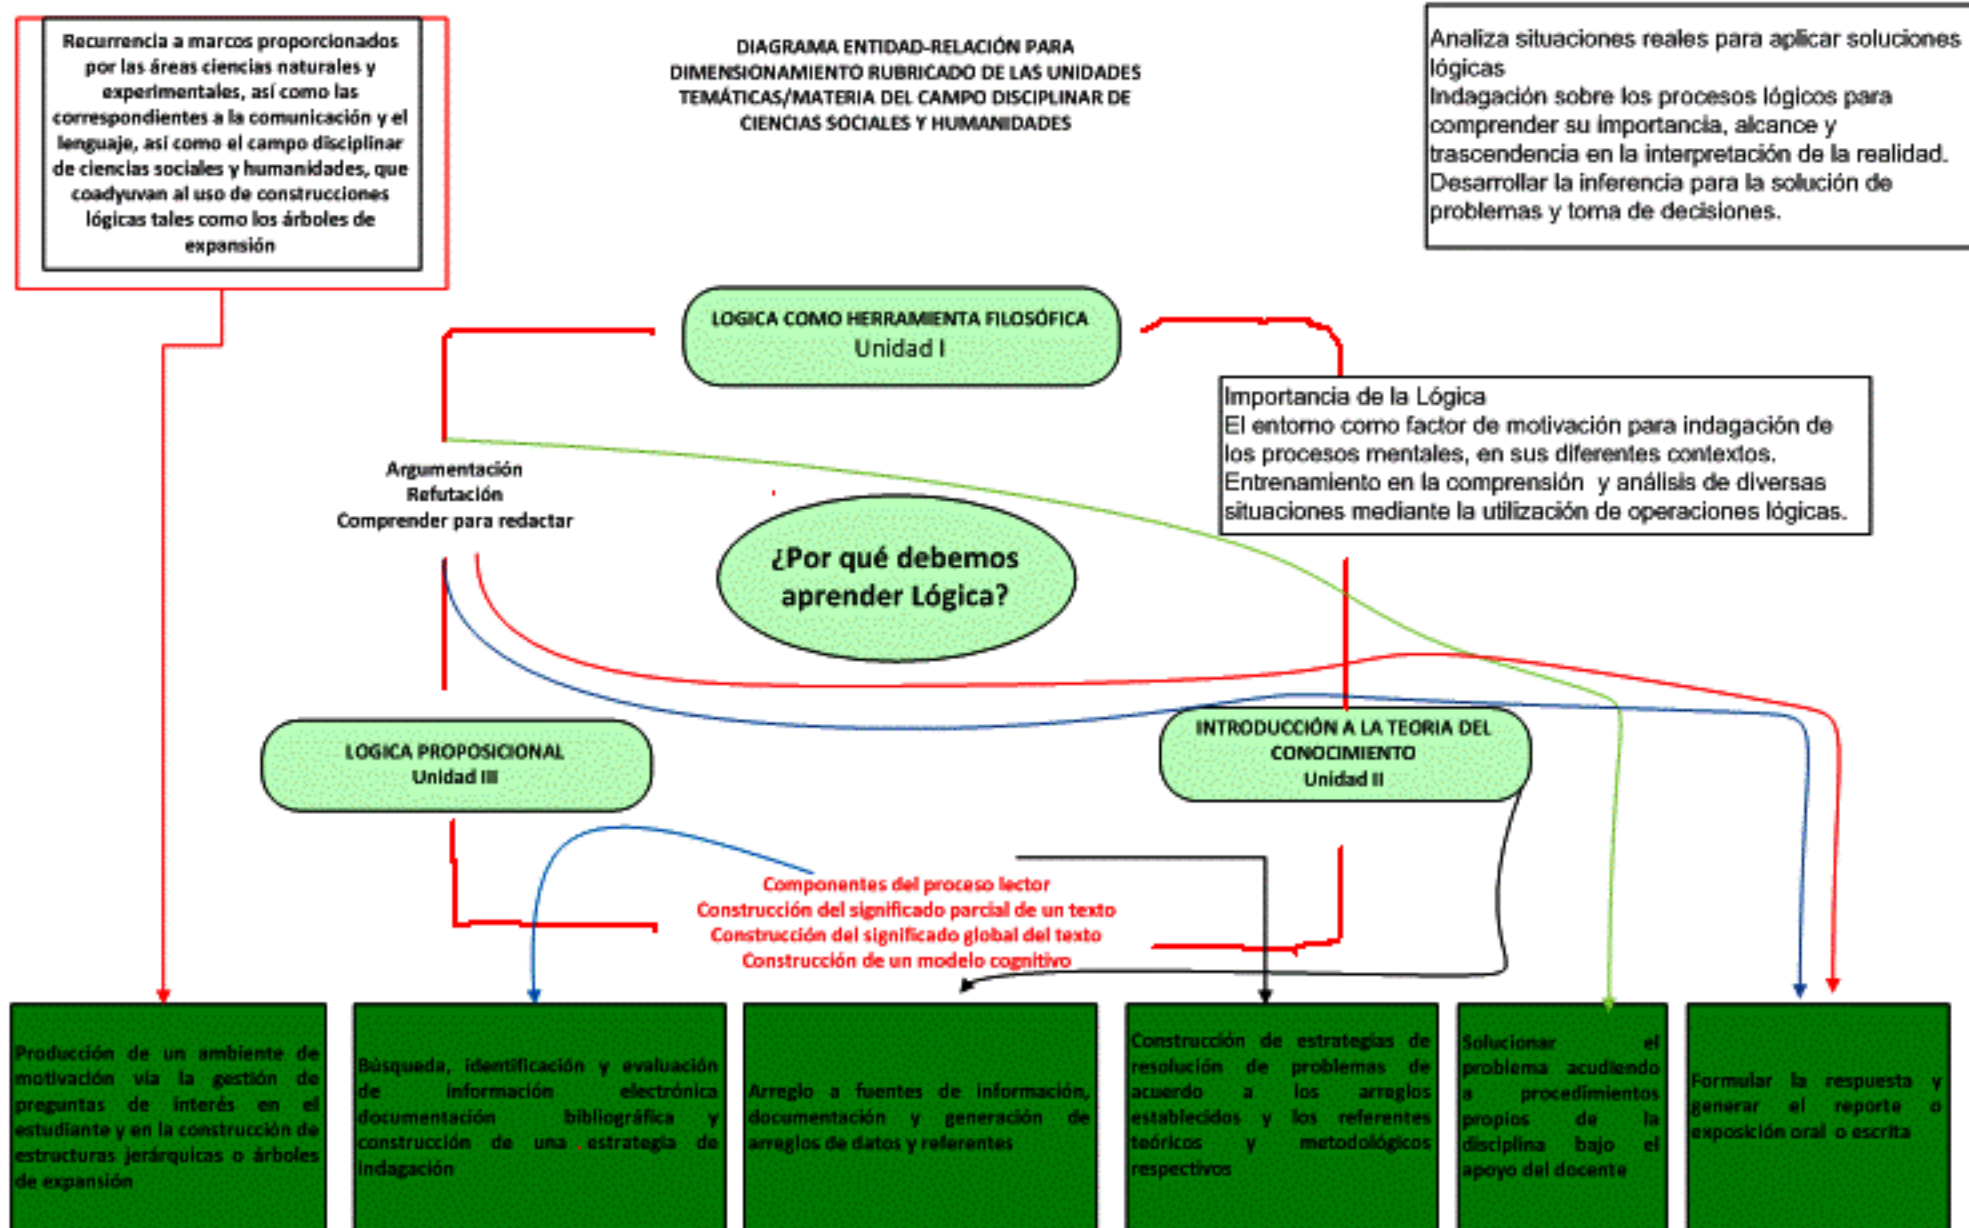 Recurrencia a marcos proporcionados
por las áreas ciencias naturales y
experimentales, así como las
correspondientes a la comunicación y el
lenguaje, así como el campo disciplinar
de ciencias sociales y humanidades, que
coadyuvan al uso de construcciones
lógicas tales como los árboles de
expansión
DIAGRAMA ENTIDAD-RELACIÓN PARA
DIMENSIONAMIENTO RUBRICADO DE LAS UNIDADES
TEMÁTICAS/MATERIA DEL CAMPO DISCIPLINAR DE
CIENCIAS SOCIALES Y HUMANIDADES
Analiza situaciones reales para aplicar soluciones
lógicas
Indagación sobre los procesos lógicos para
comprender su importancia, alcance y
trascendencia en la interpretación de la realidad.
Desarrollar la inferencia para la solución de
problemas y toma de decisiones.
LOGICA COMO HERRAMIENTA FILOSÓFICA
Unidad I
Importancia de la Lógica
El entorno como factor de motivación para indagación de
los procesos mentales, en sus diferentes contextos.
Entrenamiento en la comprensión y análisis de diversas
situaciones mediante la utilización de operaciones lógicas.
Argumentación
Refutación
Comprender para redactar
¿Por qué debemos
aprender Lógica?
LOGICA PROPOSICIONAL
Unidad III
INTRODUCCIÓN A LA TEORIA DEL
CONOCIMIENTO
Unidad II
Componentes del proceso lector
Construcción del significado parcial de un texto
Construcción del significado global del texto
Construcción de un modelo cognitivo
Producción de un ambiente de
motivación vía la gestión de
preguntas de interés en el
estudiante y en la construcción de
estructuras jerárquicas o árboles
de expansión
Búsqueda, identificación y evaluación
de información electrónica
documentación bibliográfica y
construcción de una estrategia de
indagación
Arreglo a fuentes de información,
documentación y generación de
arreglos de datos y referentes
Construcción de estrategias de
resolución de problemas de
acuerdo a los arreglos
establecidos y los referentes
teóricos y metodológicos
respectivos
Solucionar el
problema acudiendo
a procedimientos
propios de la
disciplina bajo el
apoyo del docente
Formular la respuesta y
generar el reporte o
exposición oral o escrita